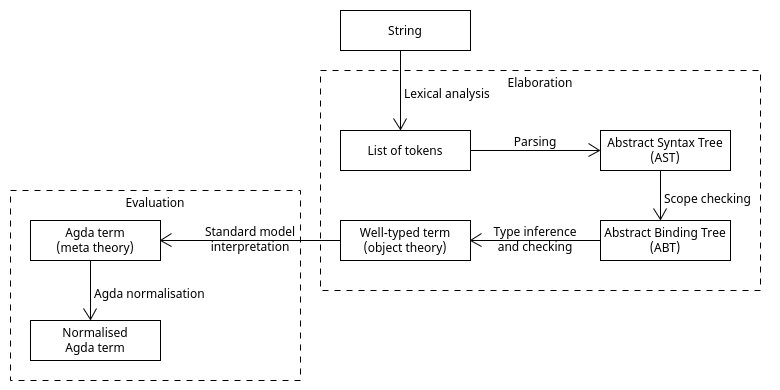 String
Elaboration
Lexical analysis
List of tokens
Parsing
Abstract Syntax Tree
(AST)
Scope checking
Abstract Binding Tree
(ABT)
Type inference
and checking
Well-typed term
(object theory)
Standard model
interpretation
Evaluation
Agda term
(meta theory)
Agda normalisation
Normalised
Agda term